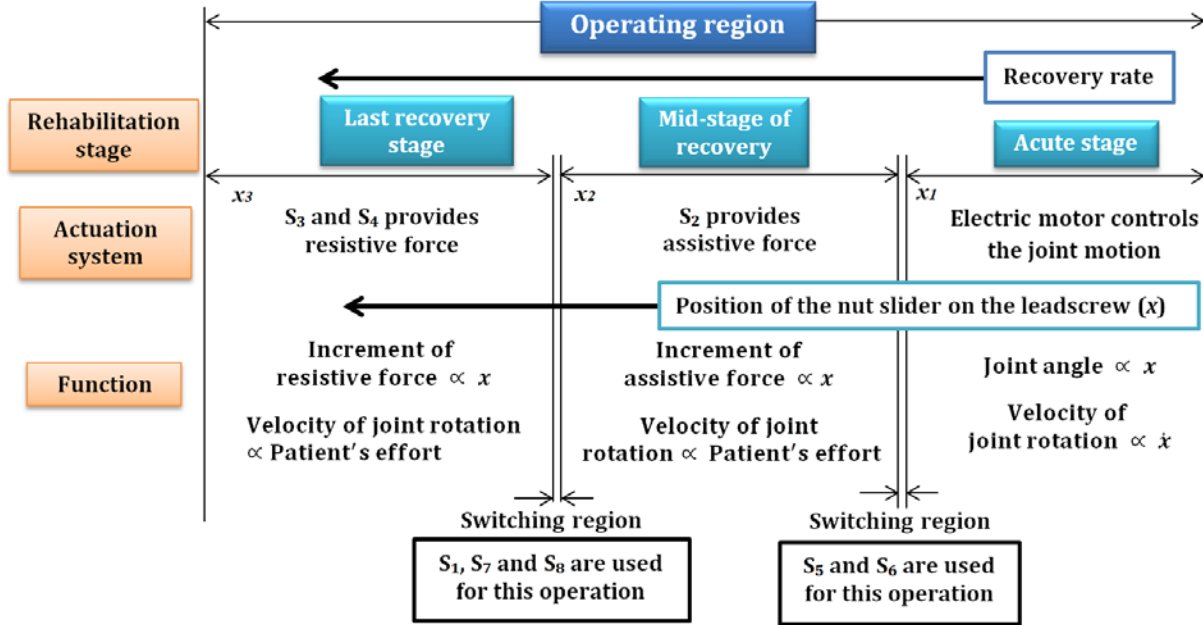 Operating region
Recovery rate
Rehabilitation
stage
Last recovery
stage
Mid-stage of
recovery
Acute stage
x₃
x₂
x₁
Actuation
system
S₃ and S₄ provides
resistive force
S₂ provides
assistive force
Electric motor controls
the joint motion
Position of the nut slider on the leadscrew (x)
Function
Increment of
resistive force ∝ x
Velocity of joint rotation
∝ Patient's effort
Increment of
assistive force ∝ x
Velocity of joint
rotation ∝ Patient's effort
Joint angle ∝ x
Velocity of
joint rotation ∝ ẋ
Switching region
S₁, S₇ and S₈ are used
for this operation
Switching region
S₅ and S₆ are used
for this operation